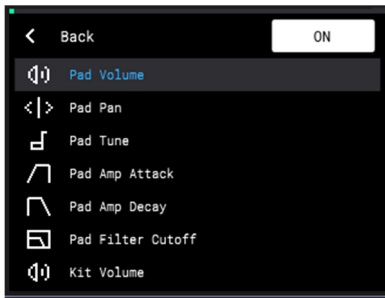 Back
ON
Pad Volume
Pad Pan
Pad Tune
Pad Amp Attack
Pad Amp Decay
Pad Filter Cutoff
Kit Volume